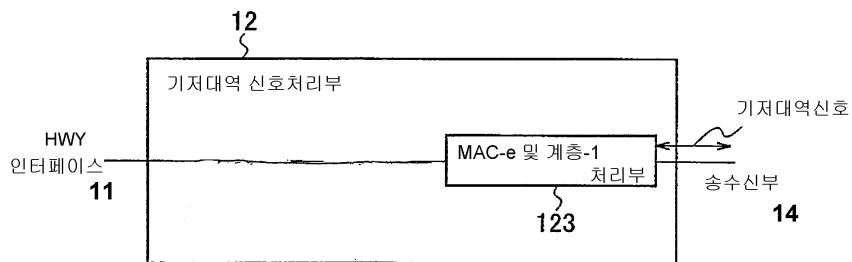 12
기저대역 신호처리부
기저대역신호
HWY
인터페이스
11
MAC-e 및 계층-1
처리부
123
송수신부
14